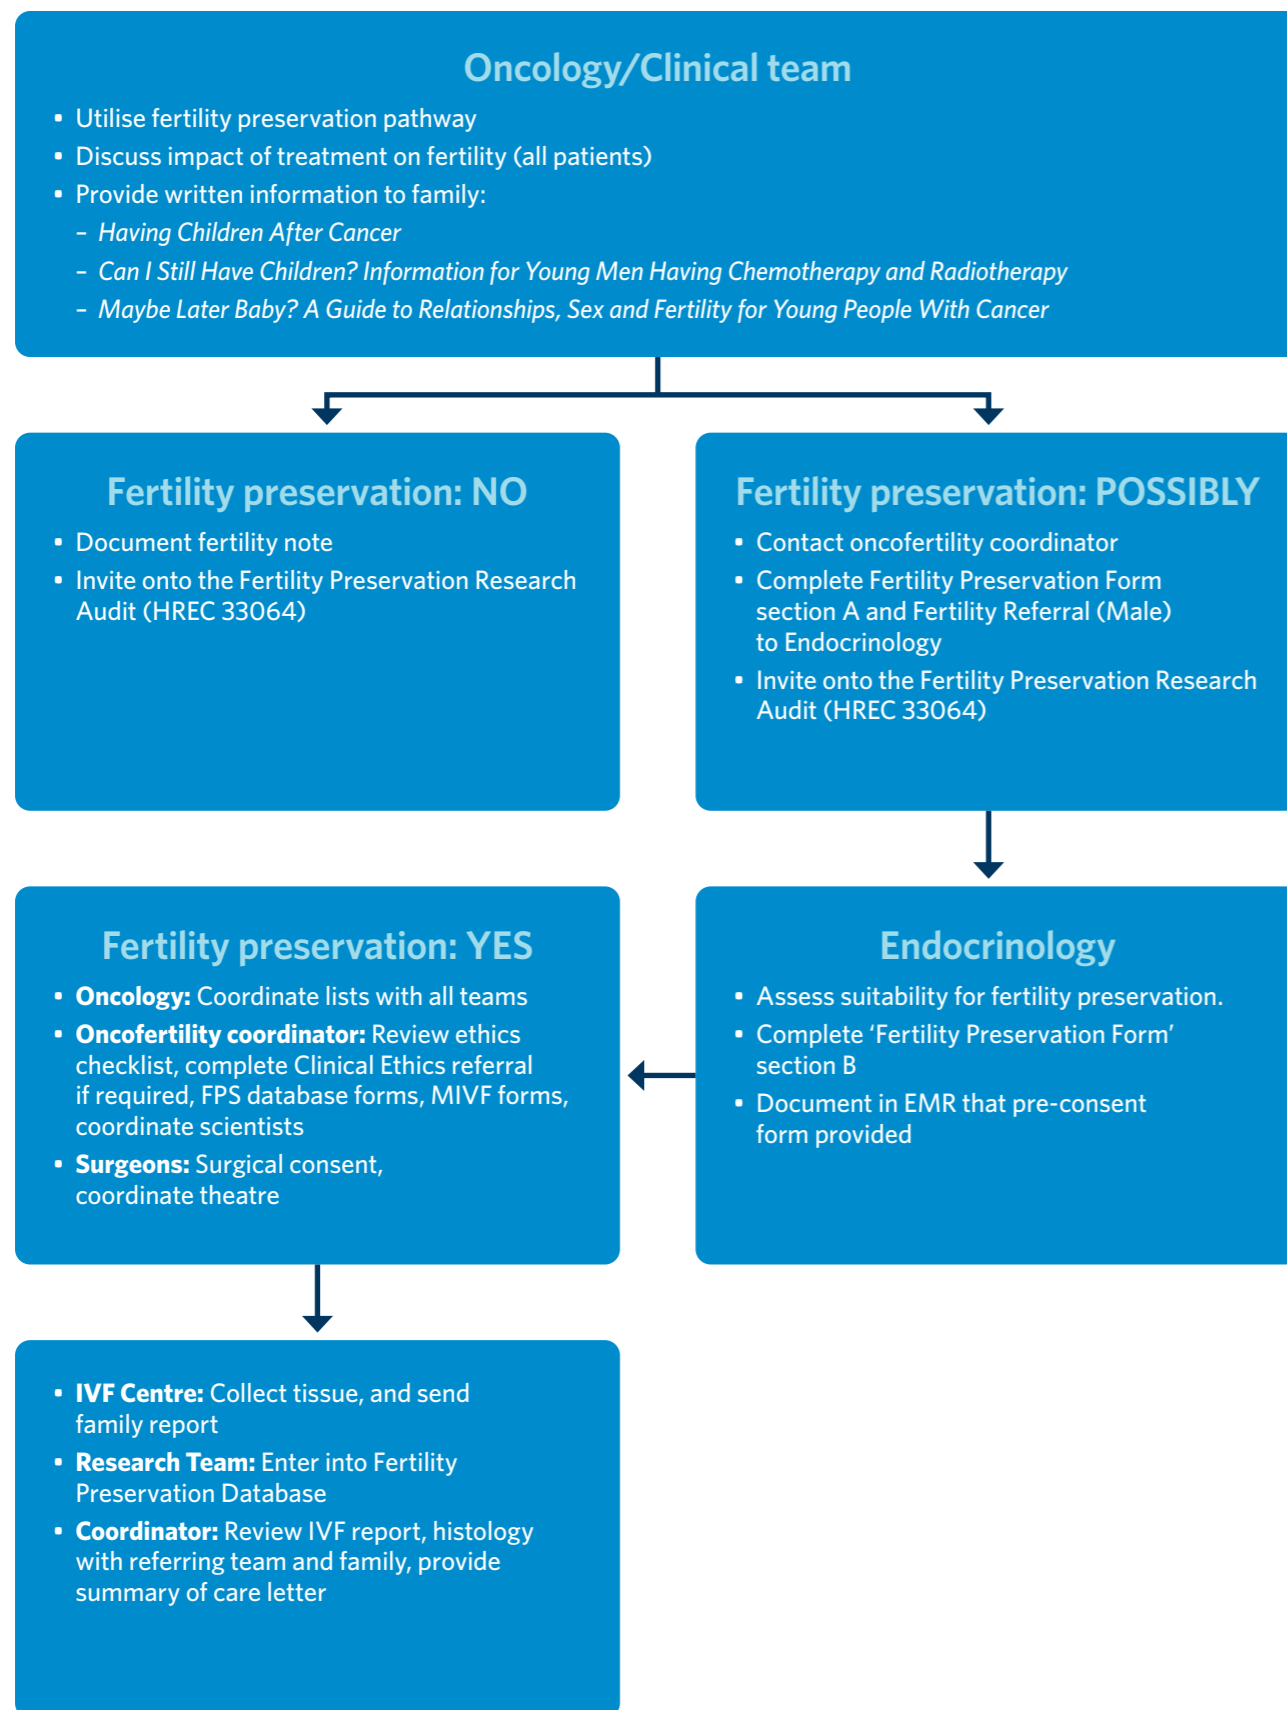 Oncology/Clinical team
▪ Utilise fertility preservation pathway
▪ Discuss impact of treatment on fertility (all patients)
▪ Provide written information to family:
– Having Children After Cancer
– Can I Still Have Children? Information for Young Men Having Chemotherapy and Radiotherapy
– Maybe Later Baby? A Guide to Relationships, Sex and Fertility for Young People With Cancer
Fertility preservation: NO
▪ Document fertility note
▪ Invite onto the Fertility Preservation Research
Audit (HREC 33064)
Fertility preservation: POSSIBLY
▪ Contact oncofertility coordinator
▪ Complete Fertility Preservation Form
section A and Fertility Referral (Male)
to Endocrinology
▪ Invite onto the Fertility Preservation Research
Audit (HREC 33064)
Endocrinology
▪ Assess suitability for fertility preservation.
▪ Complete ‘Fertility Preservation Form’
section B
▪ Document in EMR that pre-consent
form provided
Fertility preservation: YES
▪ Oncology: Coordinate lists with all teams
▪ Oncofertility coordinator: Review ethics
checklist, complete Clinical Ethics referral
if required, FPS database forms, MIVF forms,
coordinate scientists
▪ Surgeons: Surgical consent,
coordinate theatre
▪ IVF Centre: Collect tissue, and send
family report
▪ Research Team: Enter into Fertility
Preservation Database
▪ Coordinator: Review IVF report, histology
with referring team and family, provide
summary of care letter